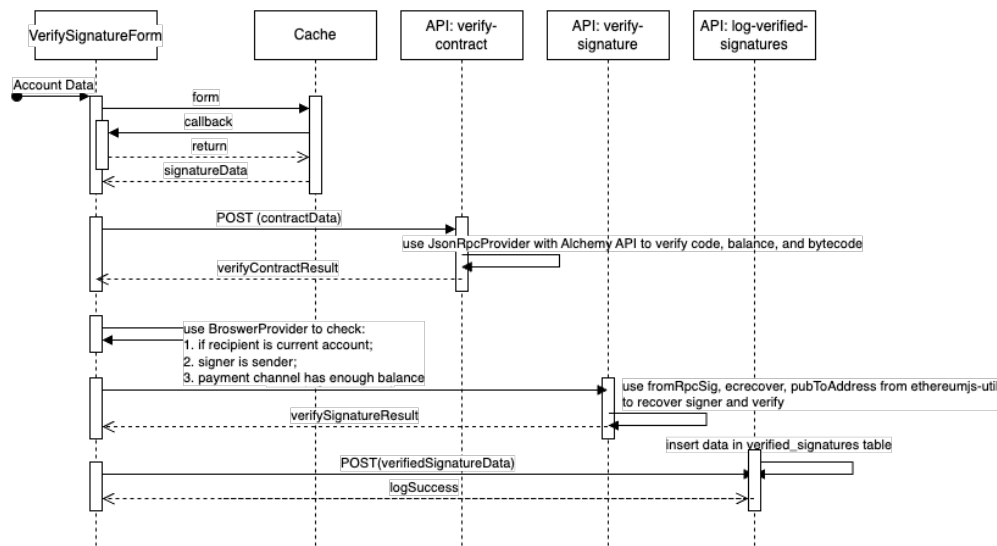 VerifySignatureForm
Cache
API: verify-
contract
API: verify-
signature
API: log-verified-
signatures
Account Data
form
callback
return
signatureData
POST (contractData)
use JsonRpcProvider with Alchemy API to verify code, balance, and bytecode
verifyContractResult
use BroswerProvider to check:
1. if recipient is current account;
2. signer is sender;
3. payment channel has enough balance
use fromRpcSig, ecrecover, pubToAddress from ethereumjs-util
to recover signer and verify
verifySignatureResult
insert data in verified_signatures table
POST(verifiedSignatureData)
logSuccess